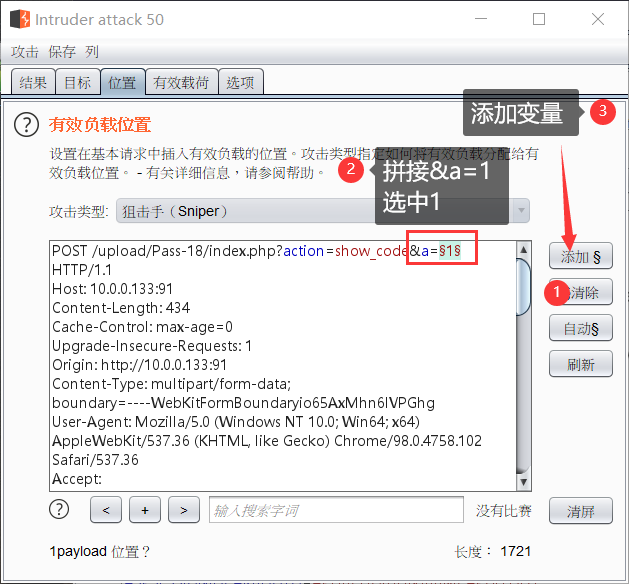 Intruder attack 50
攻击 保存 列
结果 目标 位置 有效载荷 选项
添加变量 3
? 有效负载位置
设置在基本请求中插入有效负载的位置。攻击类型指定如何将有效负载分配给有
效负载位置。 - 有关详细信息，请参阅帮助。
2 拼接&a=1
选中1
攻击类型: 狙击手（Sniper）
POST /upload/Pass-18/index.php?action=show_code&a=§1§
HTTP/1.1
Host: 10.0.0.133:91
Content-Length: 434
Cache-Control: max-age=0
Upgrade-Insecure-Requests: 1
Origin: http://10.0.0.133:91
Content-Type: multipart/form-data;
boundary=----WebKitFormBoundaryio65AxMhn6lVPGhg
User-Agent: Mozilla/5.0 (Windows NT 10.0; Win64; x64)
AppleWebKit/537.36 (KHTML, like Gecko) Chrome/98.0.4758.102
Safari/537.36
Accept:
添加 §
1 清除
自动§
刷新
? < + > 输入搜索字词 没有比赛 清屏
1payload 位置？ 长度： 1721